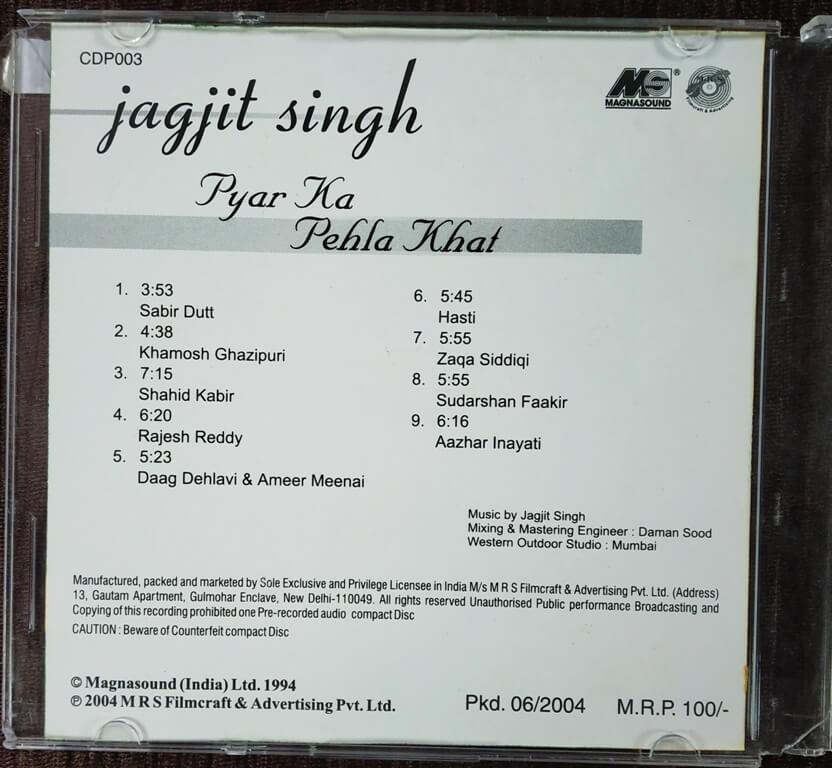 CDP003
MS®
MAGNASOUND
MRS
Filmcraft & Advertising
jagjit singh
Pyar Ka
Pehla Khat
1. 3:53
Sabir Dutt
2. 4:38
Khamosh Ghazipuri
3. 7:15
Shahid Kabir
4. 6:20
Rajesh Reddy
5. 5:23
Daag Dehlavi & Ameer Meenai
6. 5:45
Hasti
7. 5:55
Zaqa Siddiqi
8. 5:55
Sudarshan Faakir
9. 6:16
Aazhar Inayati
Music by Jagjit Singh
Mixing & Mastering Engineer : Daman Sood
Western Outdoor Studio : Mumbai
Manufactured, packed and marketed by Sole Exclusive and Privilege Licensee in India M/s M R S Filmcraft & Advertising Pvt. Ltd. (Address)
13, Gautam Apartment, Gulmohar Enclave, New Delhi-110049. All rights reserved Unauthorised Public performance Broadcasting and
Copying of this recording prohibited one Pre-recorded audio compact Disc
CAUTION : Beware of Counterfeit compact Disc
© Magnasound (India) Ltd. 1994
℗ 2004 M R S Filmcraft & Advertising Pvt. Ltd.
Pkd. 06/2004
M.R.P. 100/-